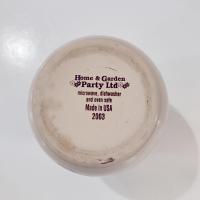 Home & Garden
Party Ltd
microwave, dishwasher
and oven safe
Made in USA
2003